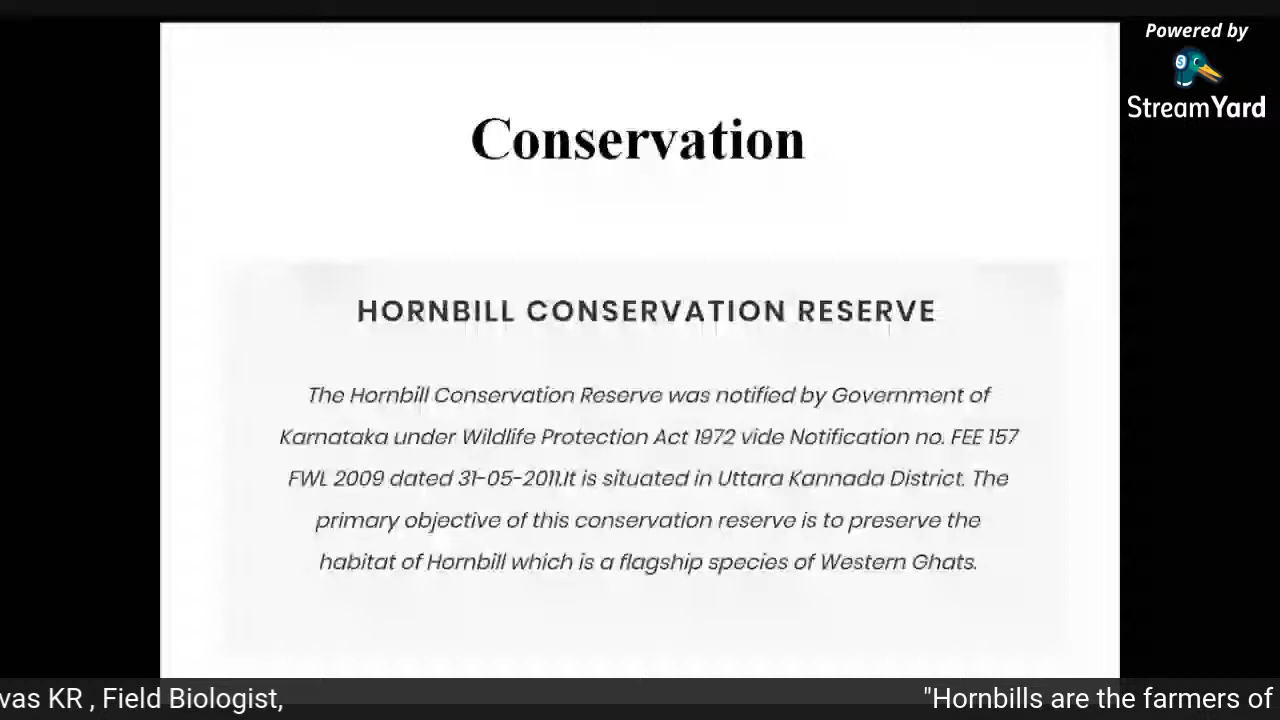 Powered by
StreamYard
Conservation
HORNBILL CONSERVATION RESERVE
The Hornbill Conservation Reserve was notified by Government of
Karnataka under Wildlife Protection Act 1972 vide Notification no. FEE 157
FWL 2009 dated 31-05-2011.It is situated in Uttara Kannada District. The
primary objective of this conservation reserve is to preserve the
habitat of Hornbill which is a flagship species of Western Ghats.
vas KR , Field Biologist,
"Hornbills are the farmers of